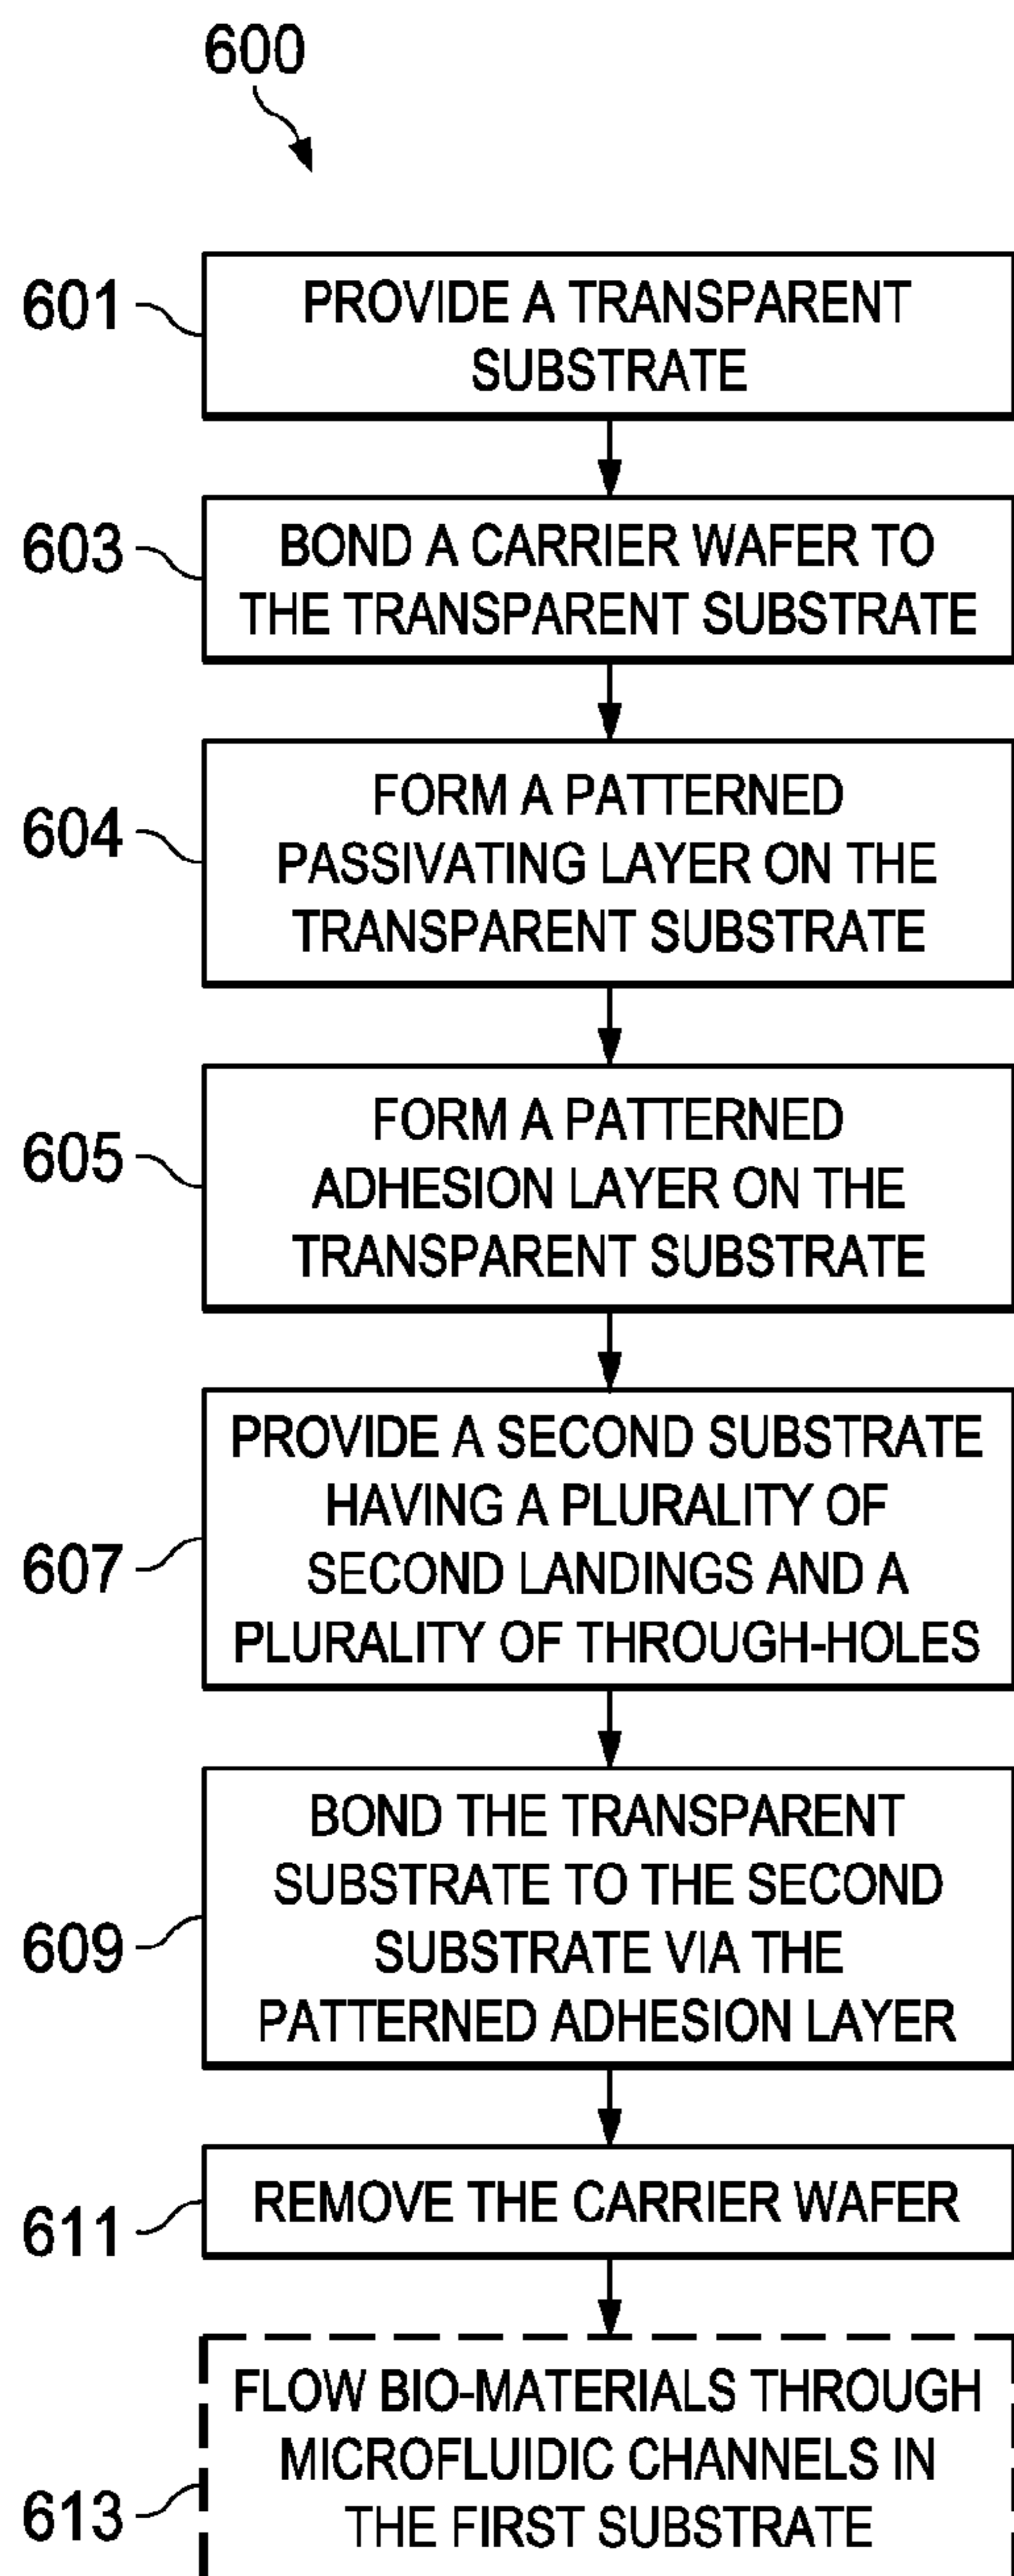 600
601
PROVIDE A TRANSPARENT
SUBSTRATE
603
BOND A CARRIER WAFER TO
THE TRANSPARENT SUBSTRATE
604
FORM A PATTERNED
PASSIVATING LAYER ON THE
TRANSPARENT SUBSTRATE
605
FORM A PATTERNED
ADHESION LAYER ON THE
TRANSPARENT SUBSTRATE
607
PROVIDE A SECOND SUBSTRATE
HAVING A PLURALITY OF
SECOND LANDINGS AND A
PLURALITY OF THROUGH-HOLES
609
BOND THE TRANSPARENT
SUBSTRATE TO THE SECOND
SUBSTRATE VIA THE
PATTERNED ADHESION LAYER
611
REMOVE THE CARRIER WAFER
613
FLOW BIO-MATERIALS THROUGH
MICROFLUIDIC CHANNELS IN
THE FIRST SUBSTRATE